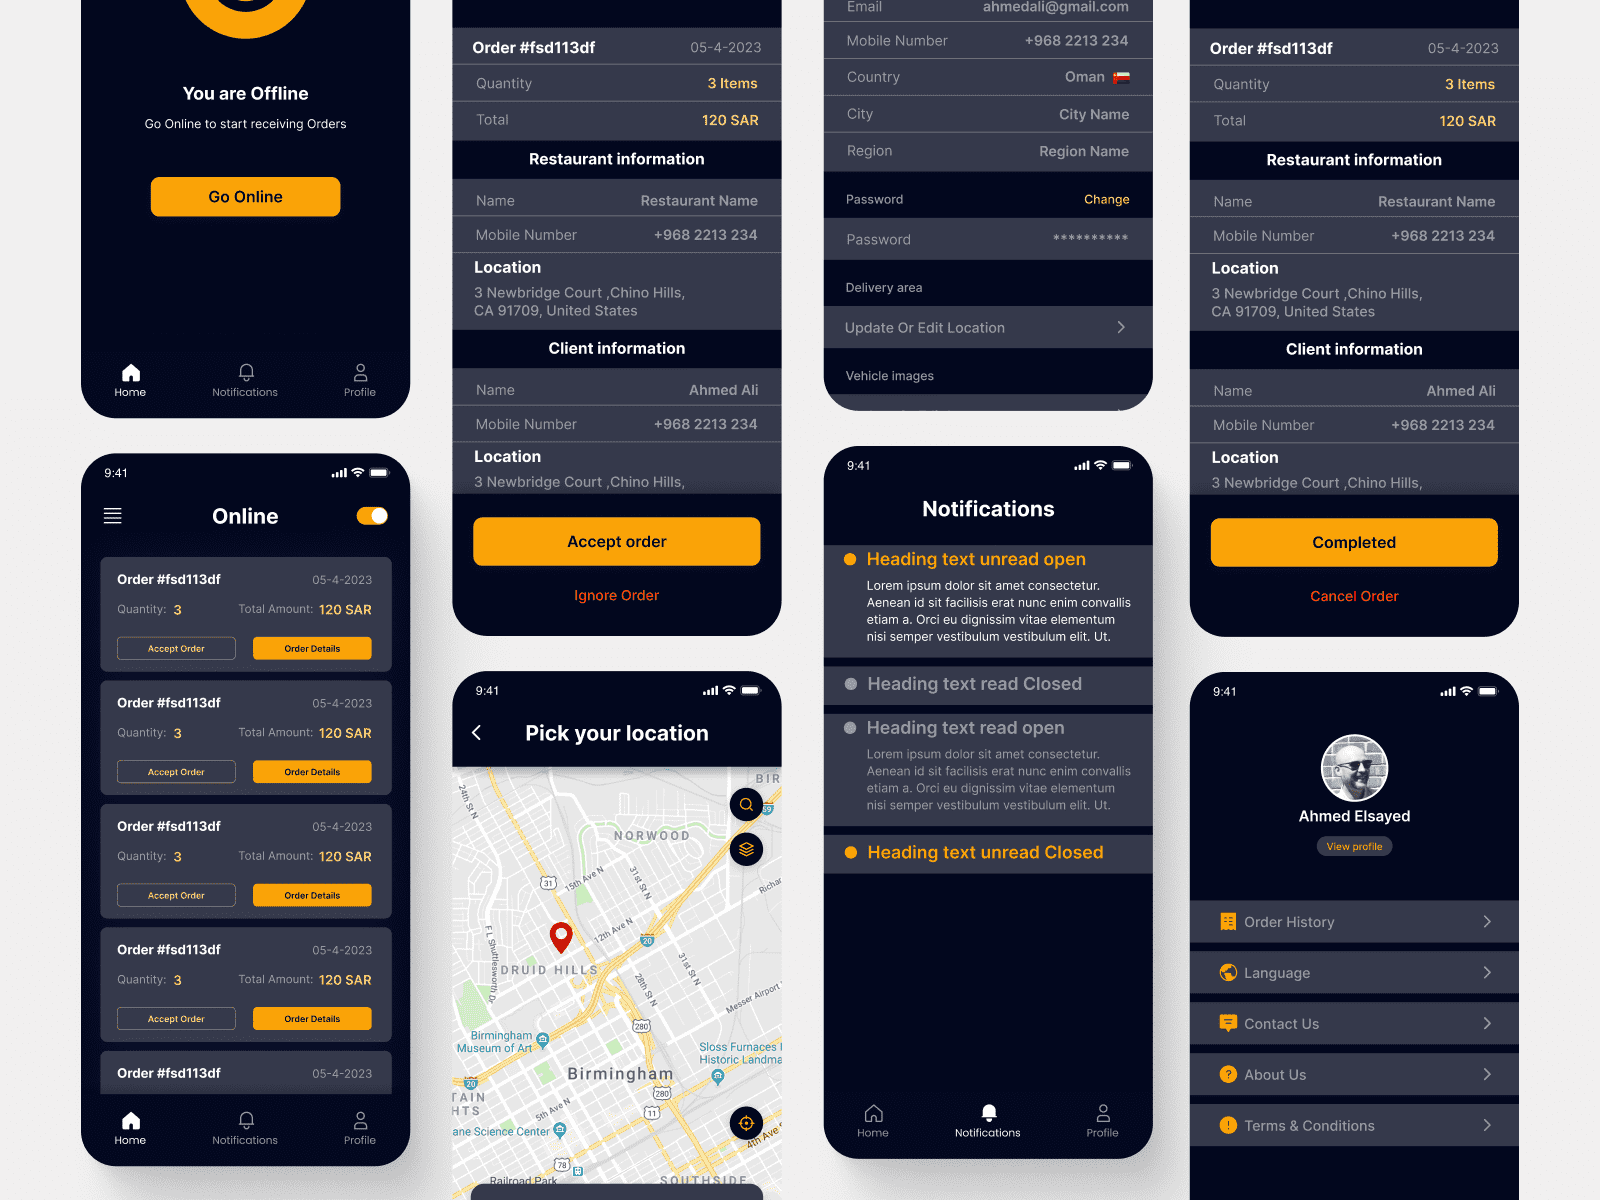 You are Offline
Go Online to start receiving Orders
Go Online
Home
Notifications
Profile
9:41
Online
Order #fsd113df
05-4-2023
Quantity: 3
Total Amount: 120 SAR
Accept Order
Order Details
Order #fsd113df
05-4-2023
Quantity: 3
Total Amount: 120 SAR
Accept Order
Order Details
Order #fsd113df
05-4-2023
Quantity: 3
Total Amount: 120 SAR
Accept Order
Order Details
Order #fsd113df
05-4-2023
Quantity: 3
Total Amount: 120 SAR
Accept Order
Order Details
Order #fsd113df
05-4-2023
Home
Notifications
Profile
Order #fsd113df
05-4-2023
Quantity
3 Items
Total
120 SAR
Restaurant information
Name
Restaurant Name
Mobile Number
+968 2213 234
Location
3 Newbridge Court ,Chino Hills,
CA 91709, United States
Client information
Name
Ahmed Ali
Mobile Number
+968 2213 234
Location
3 Newbridge Court ,Chino Hills,
Accept order
Ignore Order
9:41
Pick your location
BIR
24th St N
59
NORWOOD
31
15th Ave N
31st St N
Richar
F L Shuttlesworth Dr
12th Ave N
20
DRUID HILLS
28th St N
31st St N
Messer Airport
280
Birmingham
Museum of Art
Sloss Furnaces
Historic Landma
20
Birmingham
280
TAIN
GHTS
5th Ave N
11
ane Science Center
4th Ave S
78
Railroad Park
SOUTHSIDE
Email
ahmedali@gmail.com
Mobile Number
+968 2213 234
Country
Oman
City
City Name
Region
Region Name
Password
Change
Password
**********
Delivery area
Update Or Edit Location
Vehicle images
9:41
Notifications
Heading text unread open
Lorem ipsum dolor sit amet consectetur.
Aenean id sit facilisis erat nunc enim convallis
etiam a. Orci eu dignissim vitae elementum
nisi semper vestibulum vestibulum elit. Ut.
Heading text read Closed
Heading text read open
Lorem ipsum dolor sit amet consectetur.
Aenean id sit facilisis erat nunc enim convallis
etiam a. Orci eu dignissim vitae elementum
nisi semper vestibulum vestibulum elit. Ut.
Heading text unread Closed
Home
Notifications
Profile
Order #fsd113df
05-4-2023
Quantity
3 Items
Total
120 SAR
Restaurant information
Name
Restaurant Name
Mobile Number
+968 2213 234
Location
3 Newbridge Court ,Chino Hills,
CA 91709, United States
Client information
Name
Ahmed Ali
Mobile Number
+968 2213 234
Location
3 Newbridge Court ,Chino Hills,
Completed
Cancel Order
9:41
Ahmed Elsayed
View profile
Order History
Language
Contact Us
About Us
Terms & Conditions